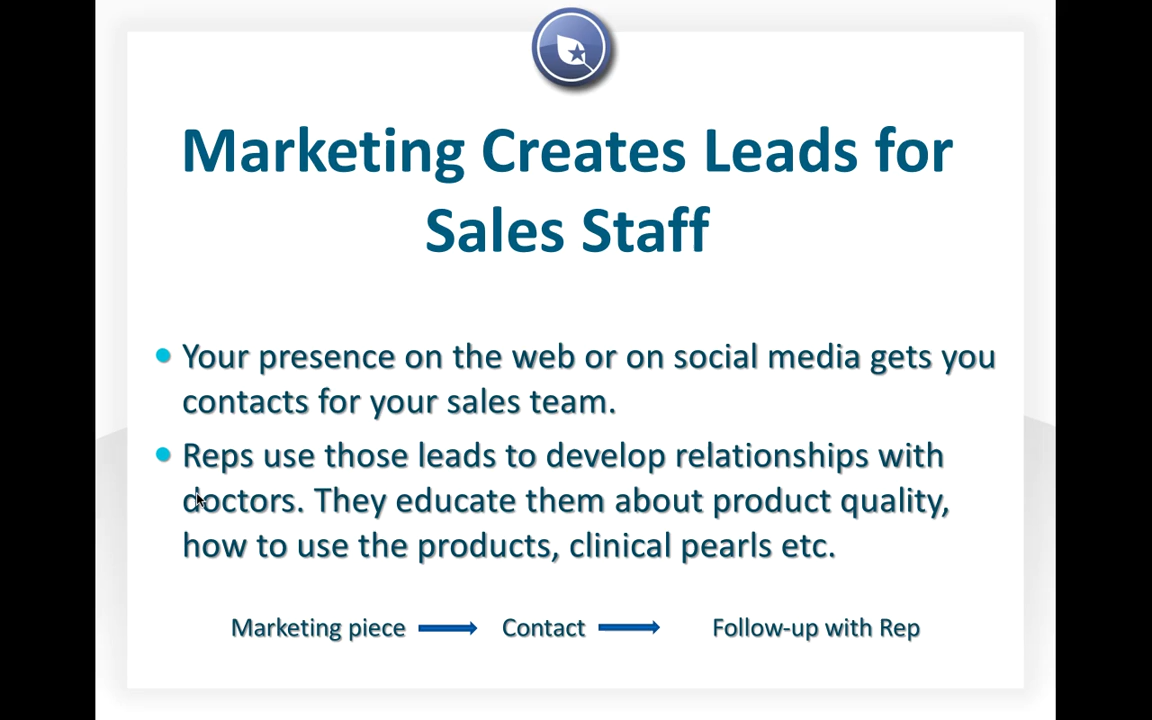 Marketing Creates Leads for
Sales Staff
Your presence on the web or on social media gets you
contacts for your sales team.
Reps use those leads to develop relationships with
doctors. They educate them about product quality,
how to use the products, clinical pearls etc.
Marketing piece Contact Follow-up with Rep